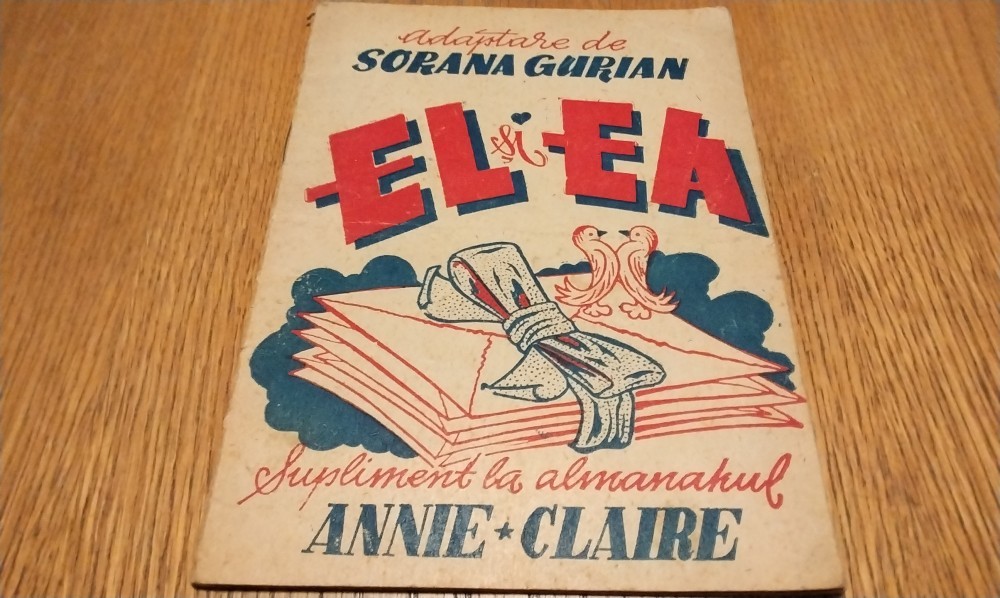 adaptare de
SORANA GURIAN
EL și EA
Supliment la almanahul
ANNIE * CLAIRE